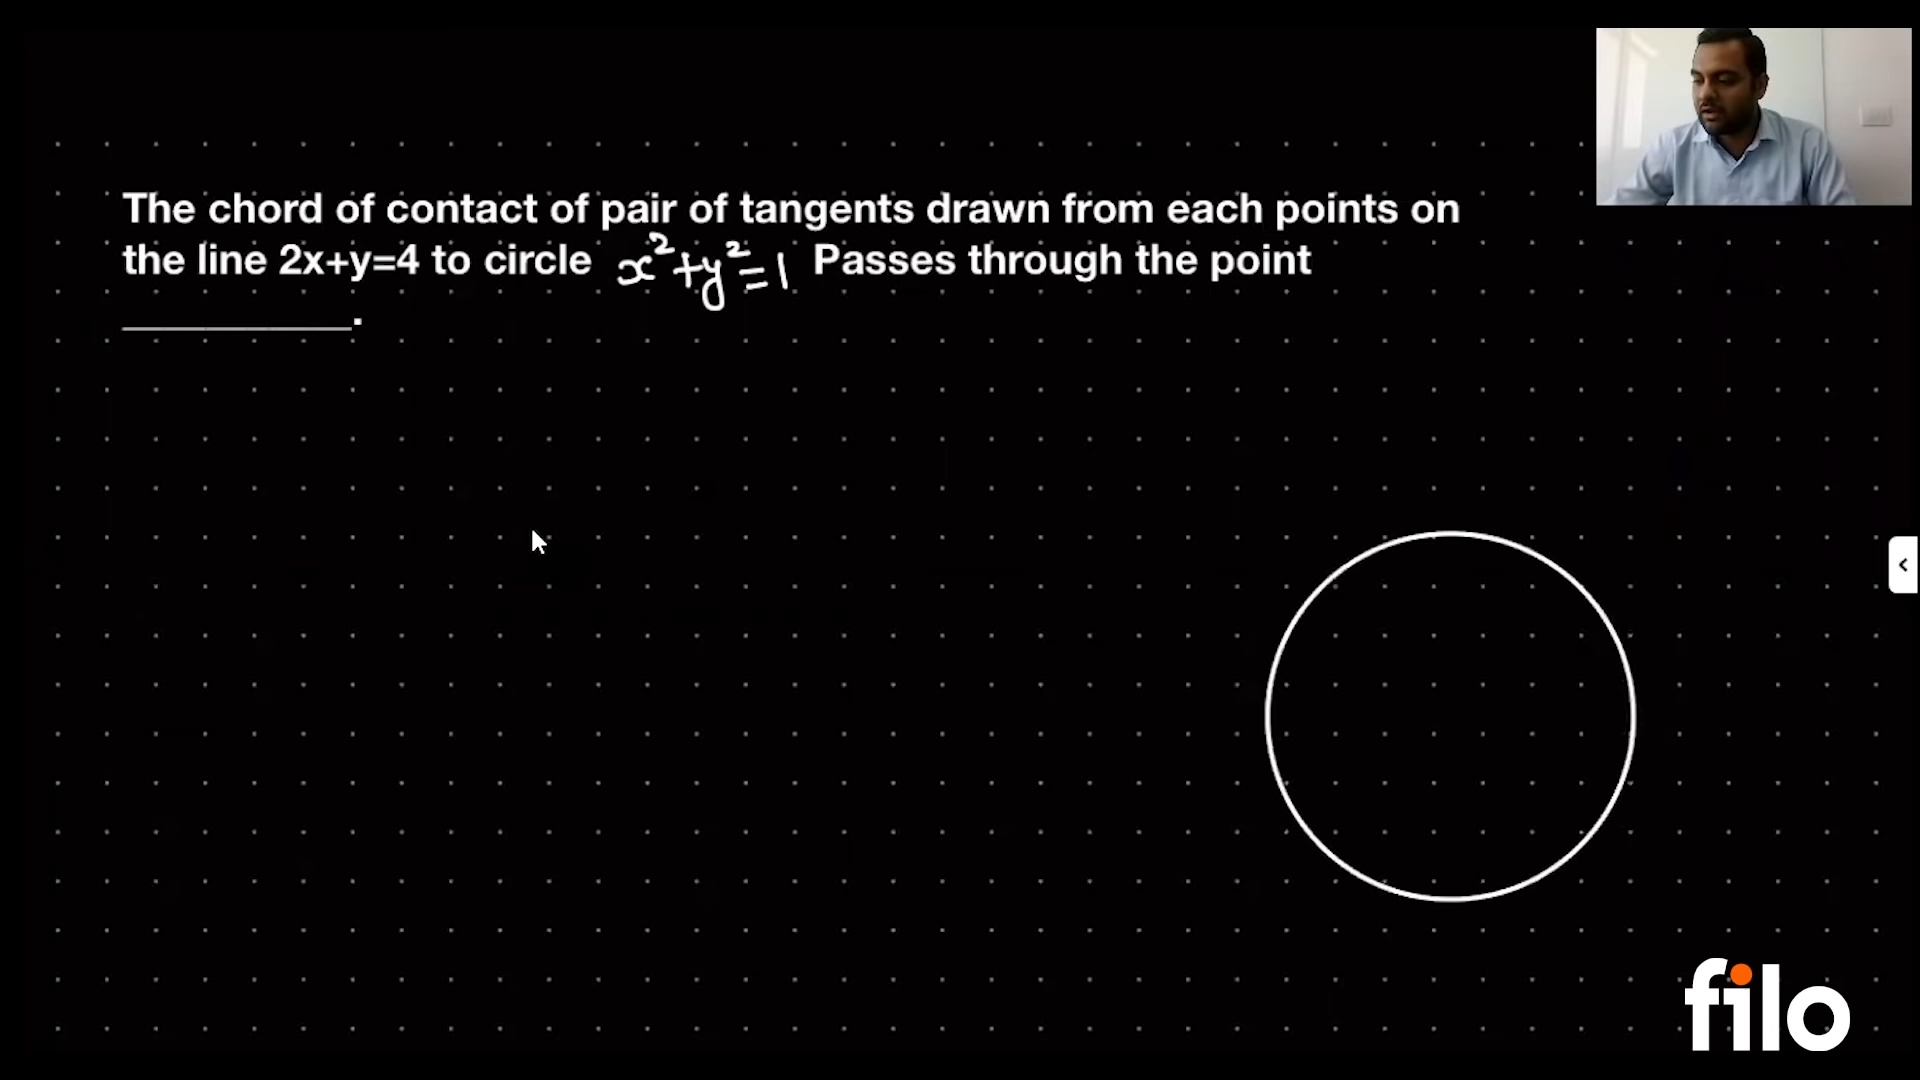 The chord of contact of pair of tangents drawn from each points on
the line 2x+y=4 to circle x²+y²=1 Passes through the point
____________.
filo